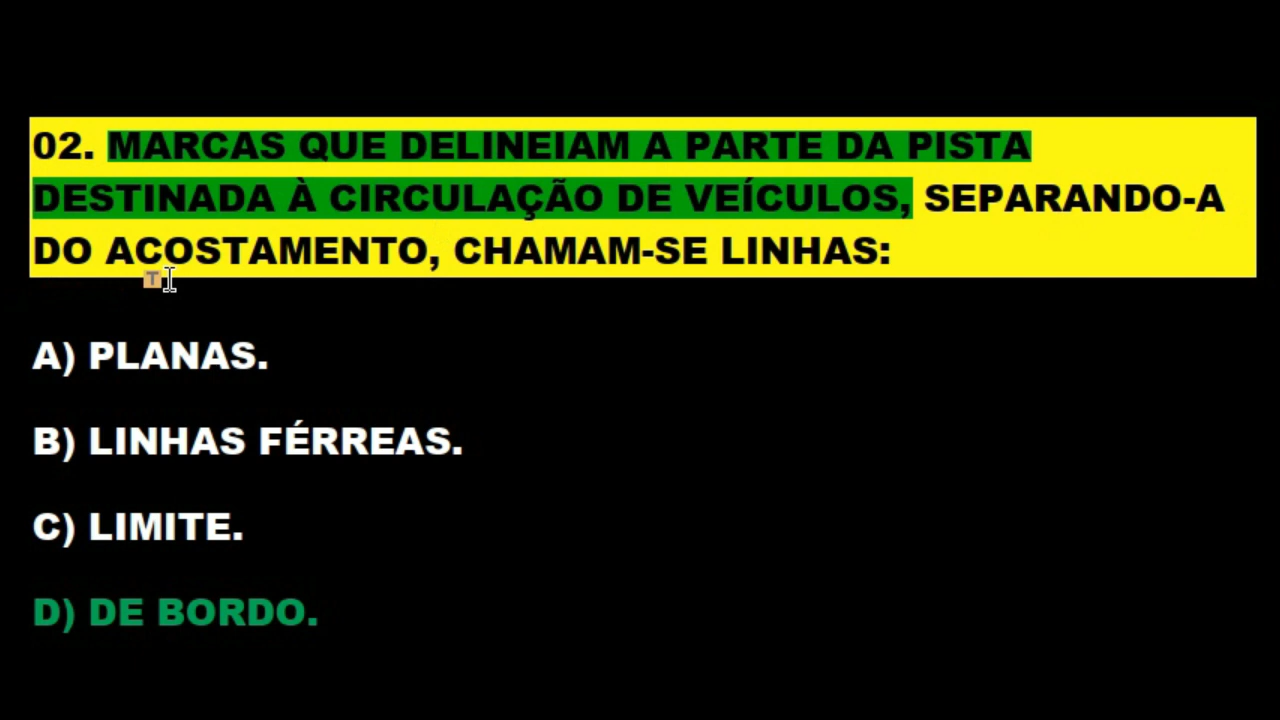 02. MARCAS QUE DELINEIAM A PARTE DA PISTA
DESTINADA À CIRCULAÇÃO DE VEÍCULOS, SEPARANDO-A
DO ACOSTAMENTO, CHAMAM-SE LINHAS:
T
A) PLANAS.
B) LINHAS FÉRREAS.
C) LIMITE.
D) DE BORDO.